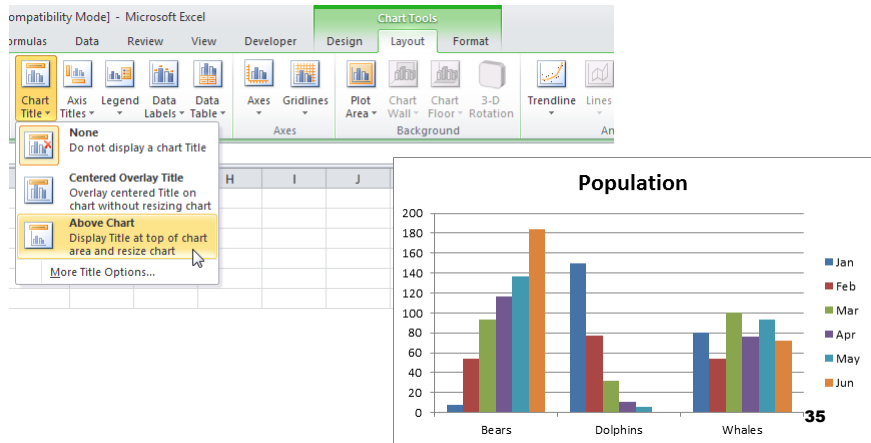 ompatibility Mode] - Microsoft Excel
Chart Tools
ormulas Data Review View Developer Design Layout Format
Chart Title Axis Titles Legend Data Labels Data Table Axes Gridlines Plot Area Chart Wall Chart Floor 3-D Rotation Trendline Lines
Axes Background An
None
Do not display a chart Title
Centered Overlay Title
Overlay centered Title on
chart without resizing chart
Above Chart
Display Title at top of chart
area and resize chart
More Title Options...
H I J
Population
200
180
160
140
120
100
80
60
40
20
0
Bears Dolphins Whales
Jan
Feb
Mar
Apr
May
Jun
35